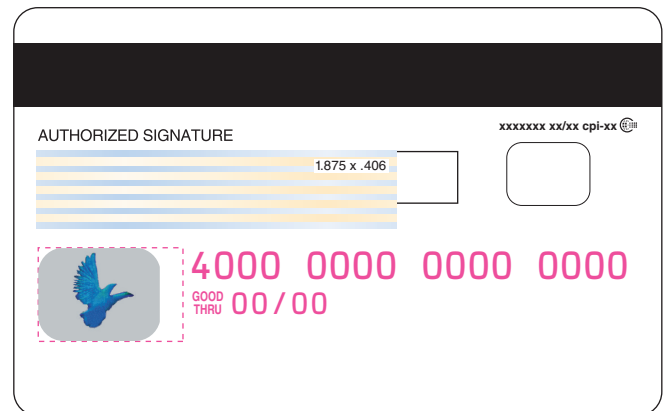 xxxxxxx xx/xx cpi-xx
AUTHORIZED SIGNATURE
1.875 x .406
4000 0000 0000 0000
GOOD
THRU 00/00